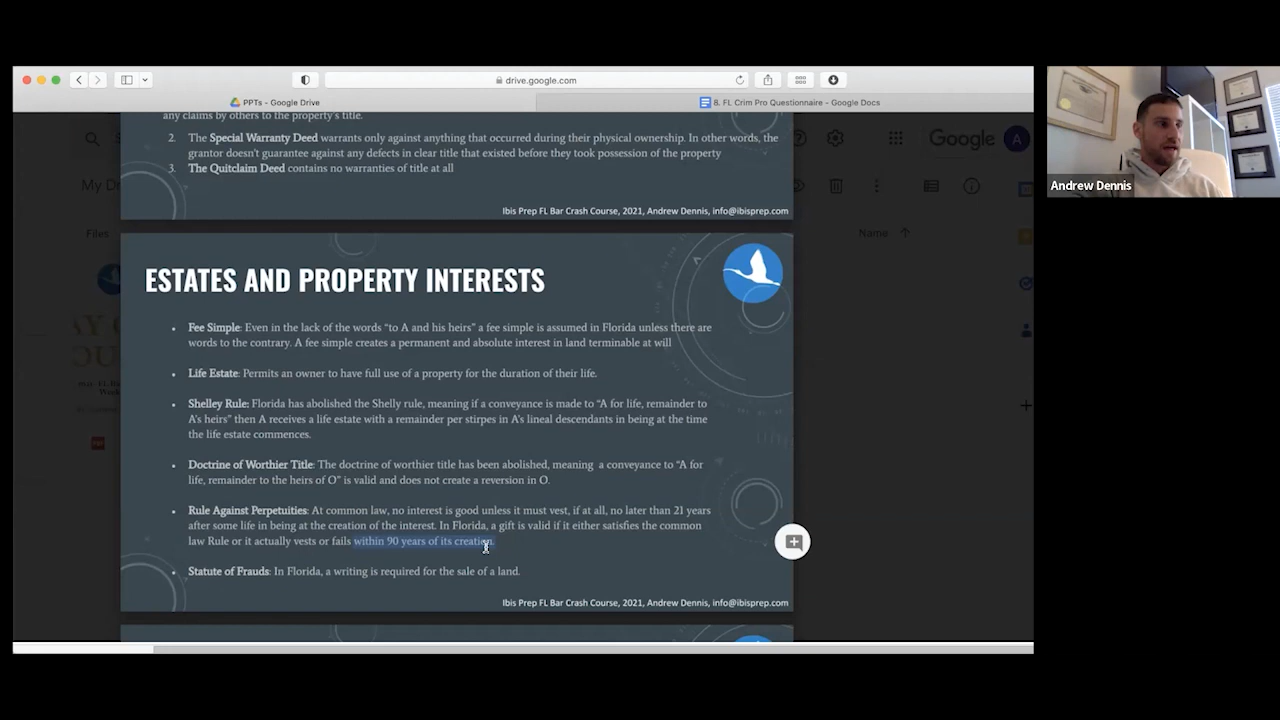 drive.google.com
PPTs - Google Drive
8. FL Crim Pro Questionnaire - Google Docs
any claims by others to the property's title.
2. The Special Warranty Deed warrants only against anything that occurred during their physical ownership. In other words, the
grantor doesn't guarantee against any defects in clear title that existed before they took possession of the property
3. The Quitclaim Deed contains no warranties of title at all
Ibis Prep FL Bar Crash Course, 2021, Andrew Dennis, info@ibisprep.com
Google
A
My D
Files
Name
ESTATES AND PROPERTY INTERESTS
• Fee Simple: Even in the lack of the words “to A and his heirs” a fee simple is assumed in Florida unless there are
words to the contrary. A fee simple creates a permanent and absolute interest in land terminable at will
• Life Estate: Permits an owner to have full use of a property for the duration of their life.
• Shelley Rule: Florida has abolished the Shelly rule, meaning if a conveyance is made to “A for life, remainder to
A's heirs” then A receives a life estate with a remainder per stirpes in A's lineal descendants in being at the time
the life estate commences.
• Doctrine of Worthier Title: The doctrine of worthier title has been abolished, meaning a conveyance to “A for
life, remainder to the heirs of O” is valid and does not create a reversion in O.
• Rule Against Perpetuities: At common law, no interest is good unless it must vest, if at all, no later than 21 years
after some life in being at the creation of the interest. In Florida, a gift is valid if it either satisfies the common
law Rule or it actually vests or fails within 90 years of its creation.
• Statute of Frauds: In Florida, a writing is required for the sale of a land.
Ibis Prep FL Bar Crash Course, 2021, Andrew Dennis, info@ibisprep.com
Andrew Dennis